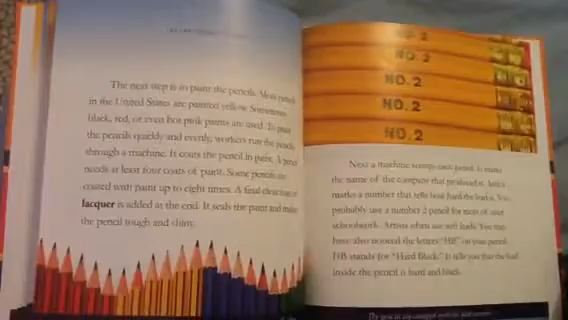 The next step is to paint the pencils. Most pencils
in the United States are painted yellow. Sometimes
black, red, or even hot pink paints are used. To paint
the pencils quickly and evenly, workers run the pencils
through a machine. It coats the pencil in paint. A pencil
needs at least four coats of paint. Some pencils are
coated with paint up to eight times. A final clear coat of
lacquer is added at the end. It seals the paint and makes
the pencil tough and shiny.
NO. 2
NO. 2
NO. 2
NO. 2
NO. 2
Next a machine stamps each pencil. It marks
the name of the company that produced it. And it
marks a number that tells how hard the lead is. You
probably use a number 2 pencil for most of your
schoolwork. Artists often use soft leads. You may
have also noticed the letters "HB" on your pencil.
HB stands for "Hard Black." It tells you that the lead
inside the pencil is hard and black.